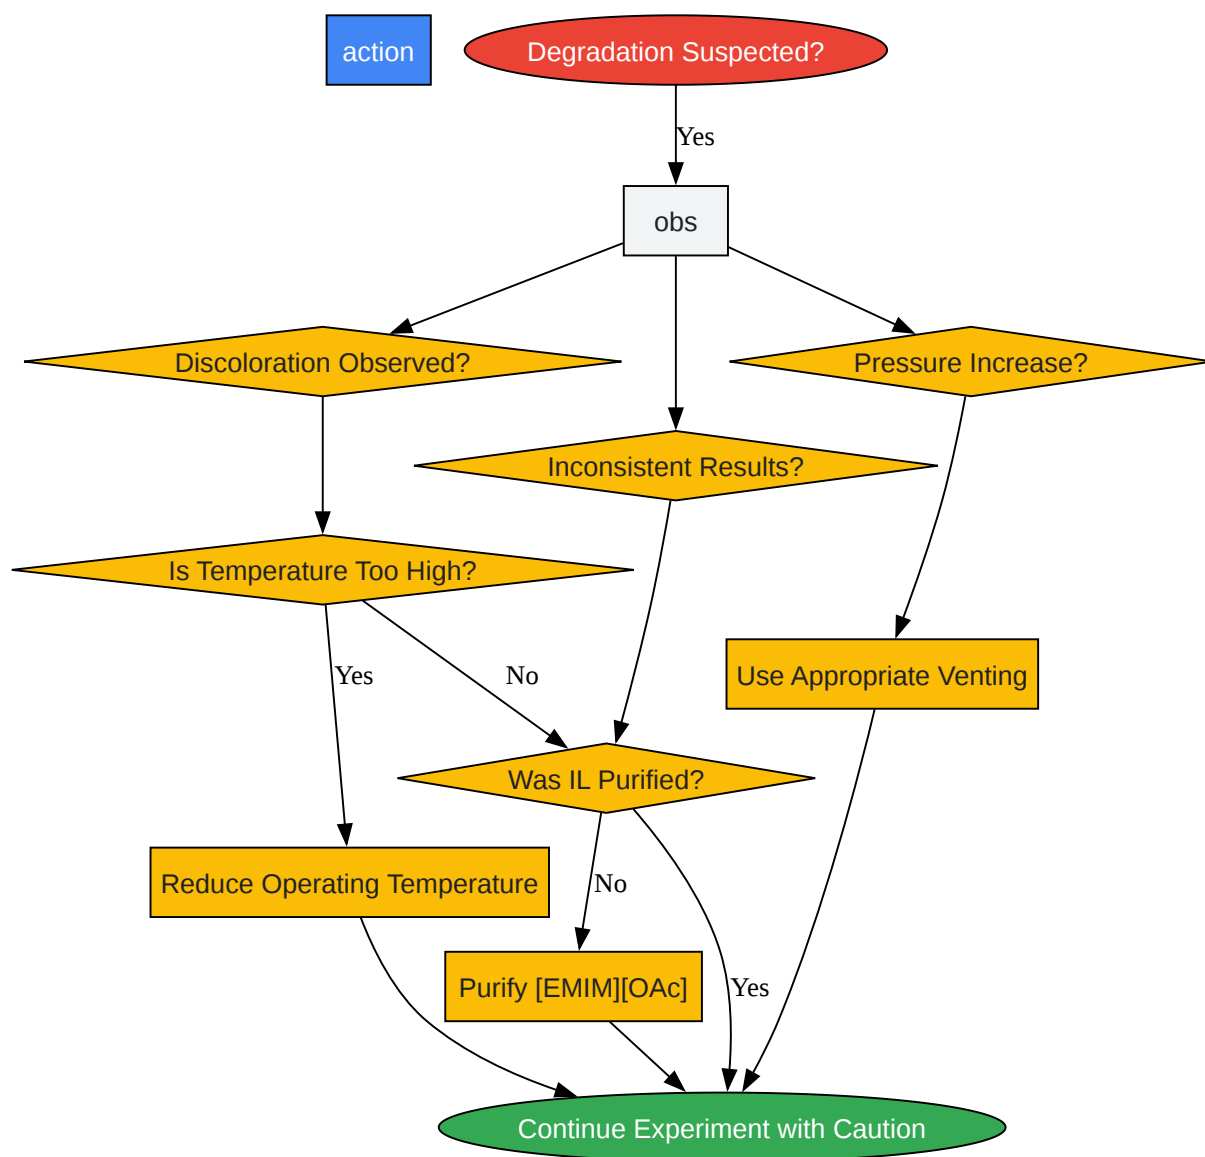 action
Degradation Suspected?
Yes
obs
Discoloration Observed?
Pressure Increase?
Inconsistent Results?
Is Temperature Too High?
Yes
No
Use Appropriate Venting
Was IL Purified?
Reduce Operating Temperature
No
Purify [EMIM][OAc]
Yes
Continue Experiment with Caution